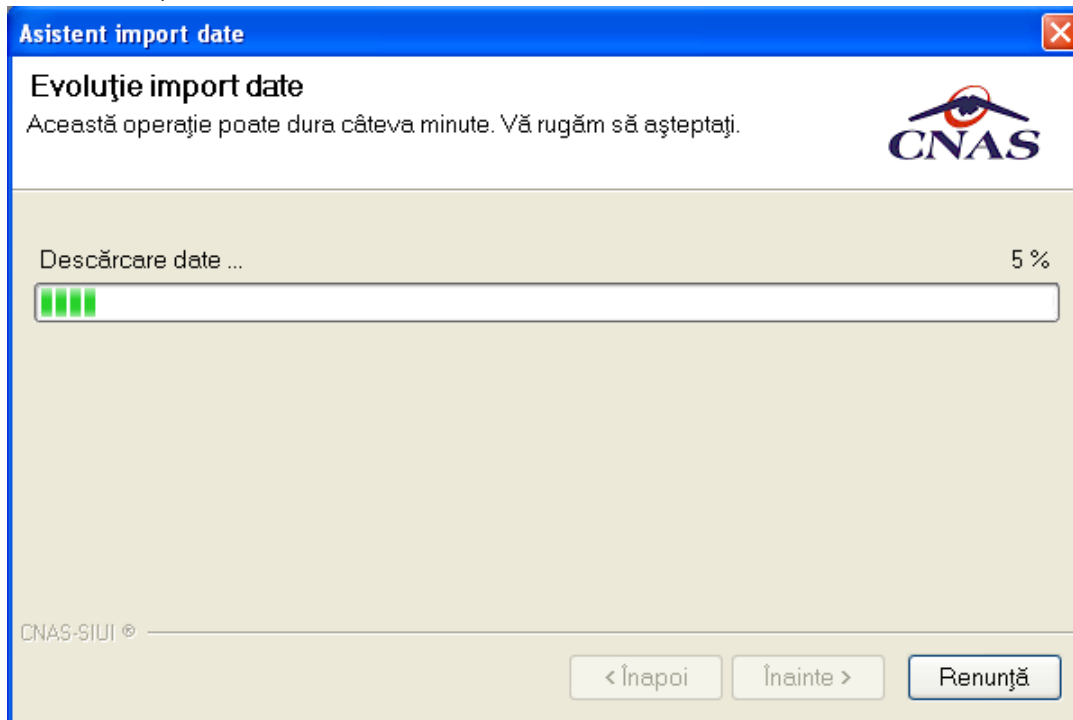 Asistent import date
Evoluţie import date
Această operaţie poate dura câteva minute. Vă rugăm să aşteptaţi.
CNAS
Descărcare date ... 5 %
CNAS-SIUI ®
< Înapoi Înainte > Renunţă